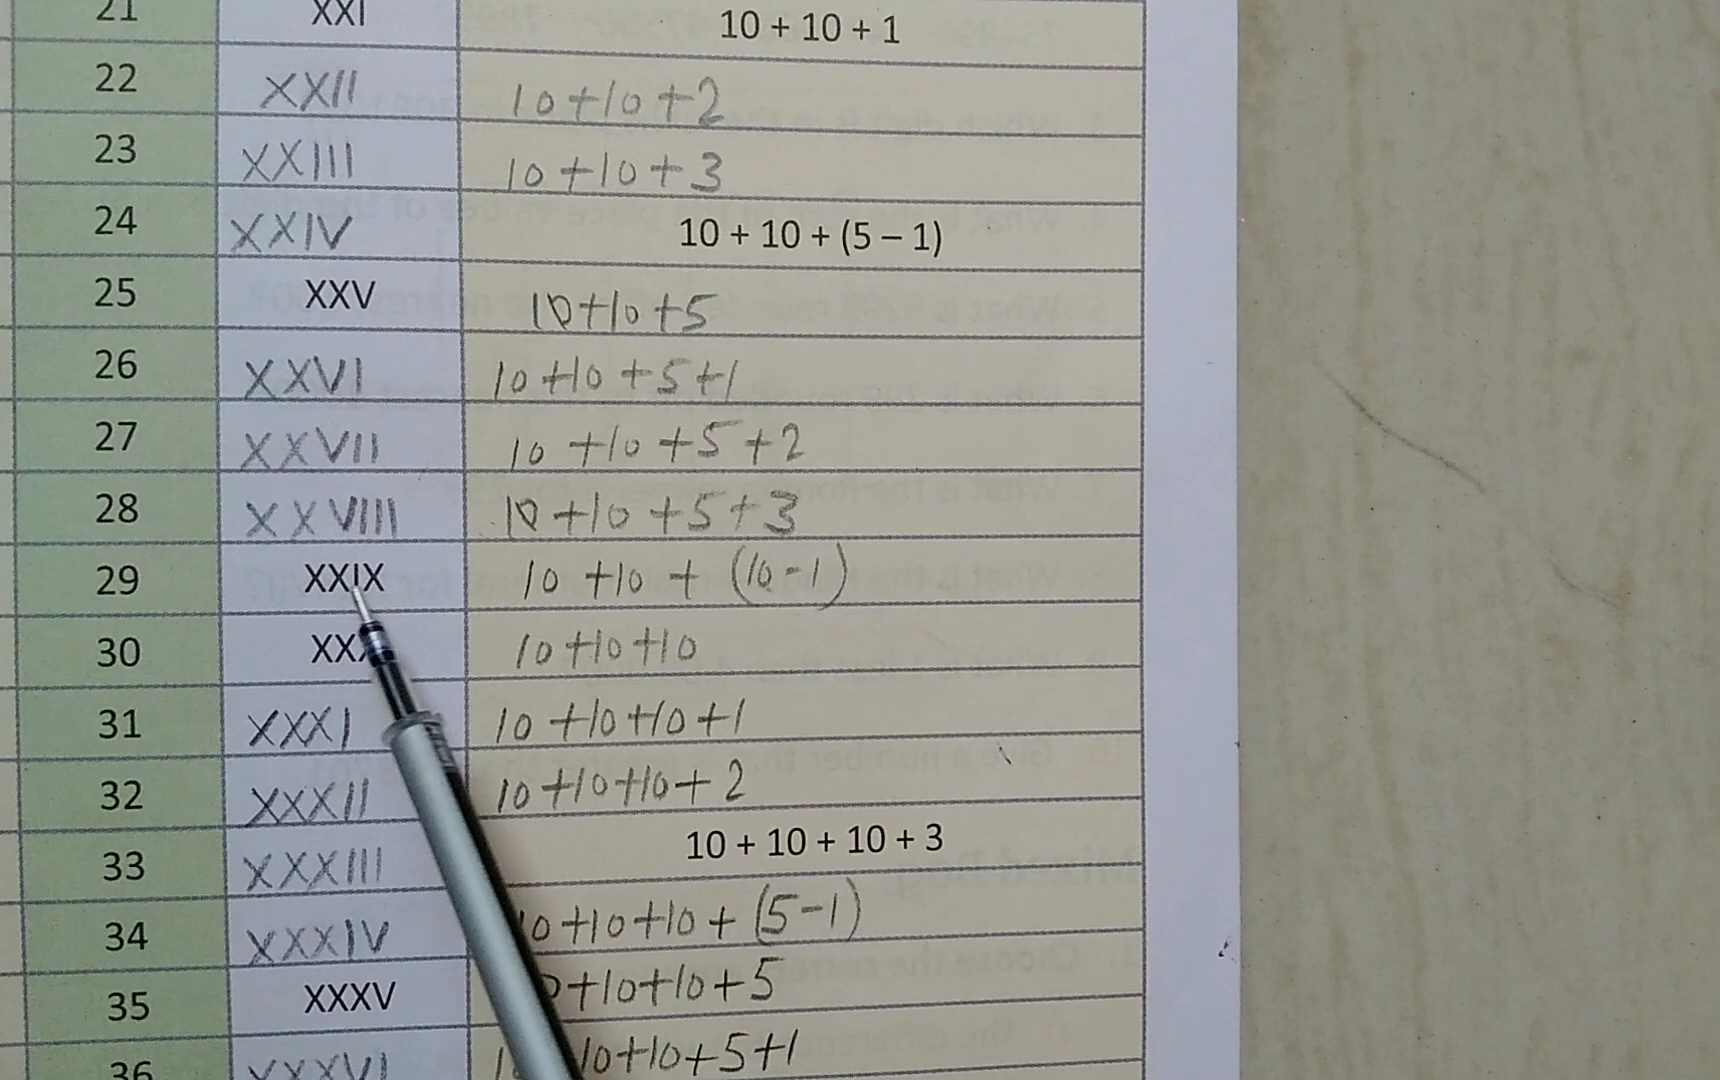 21 XXI 10 + 10 + 1
22 XXII 10+10+2
23 XXIII 10+10+3
24 XXIV 10 + 10 + (5 – 1)
25 XXV 10+10+5
26 XXVI 10+10+5+1
27 XXVII 10+10+5+2
28 XXVIII 10+10+5+3
29 XXIX 10+10+(10-1)
30 XXX 10+10+10
31 XXXI 10+10+10+1
32 XXXII 10+10+10+2
33 XXXIII 10 + 10 + 10 + 3
34 XXXIV 10+10+10+(5-1)
35 XXXV +10+10+5
36 XXXVI 10+10+5+1